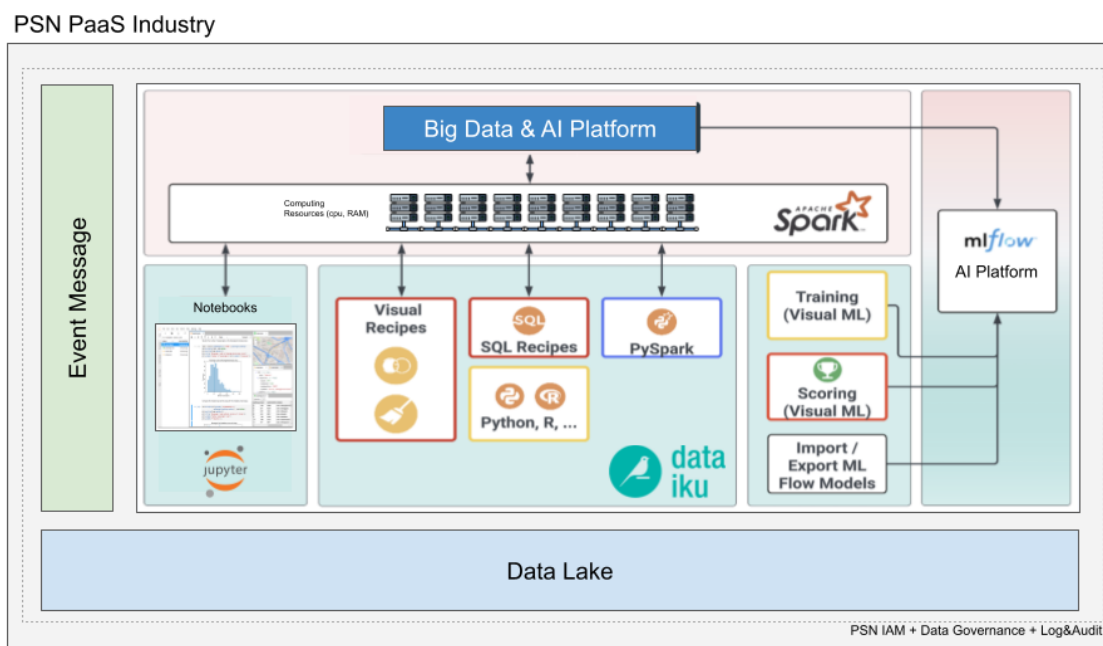 PSN PaaS Industry
Event Message
Big Data & AI Platform
Computing
Resources (cpu, RAM)
APACHE
Spark
mlflow
AI Platform
Notebooks
jupyter
Visual
Recipes
SQL
SQL Recipes
PySpark
Python, R, ...
data
iku
Training
(Visual ML)
Scoring
(Visual ML)
Import /
Export ML
Flow Models
Data Lake
PSN IAM + Data Governance + Log&Audit